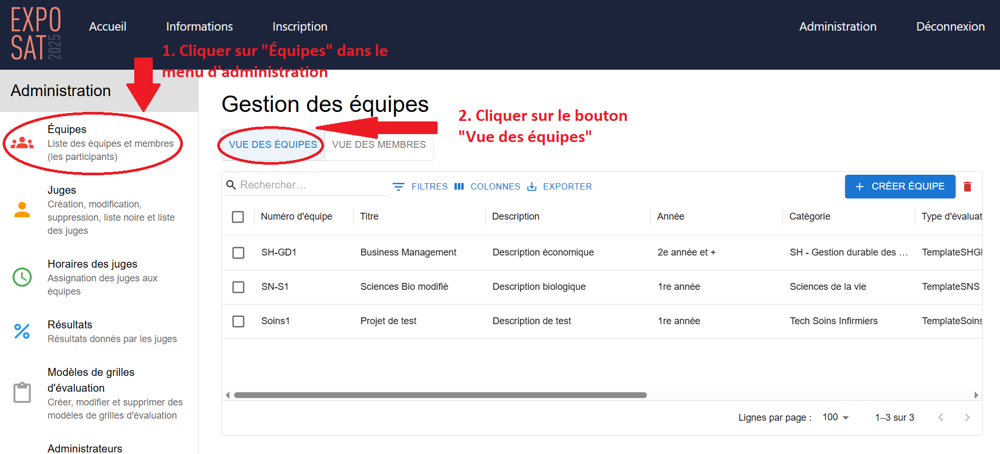 EXPO
SAT 2025
Accueil
Informations
Inscription
Administration
Déconnexion
1. Cliquer sur "Équipes" dans le
menu d'administration
Administration
Équipes
Liste des équipes et membres
(les participants)
Juges
Création, modification,
suppression, liste noire et liste
des juges
Horaires des juges
Assignation des juges aux
équipes
Résultats
Résultats donnés par les juges
Modèles de grilles
d'évaluation
Créer, modifier et supprimer des
modèles de grilles d'évaluation
Administrateurs
Gestion des équipes
2. Cliquer sur le bouton
"Vue des équipes"
VUE DES ÉQUIPES
VUE DES MEMBRES
Rechercher…
FILTRES
COLONNES
EXPORTER
+ CRÉER ÉQUIPE
Numéro d'équipe Titre Description Année Catégorie Type d'évaluat
SH-GD1 Business Management Description économique 2e année et + SH - Gestion durable des … TemplateSHGI
SN-S1 Sciences Bio modifié Description biologique 1re année Sciences de la vie TemplateSNS
Soins1 Projet de test Description de test 1re année Tech Soins Infirmiers TemplateSoins
Lignes par page : 100 1–3 sur 3